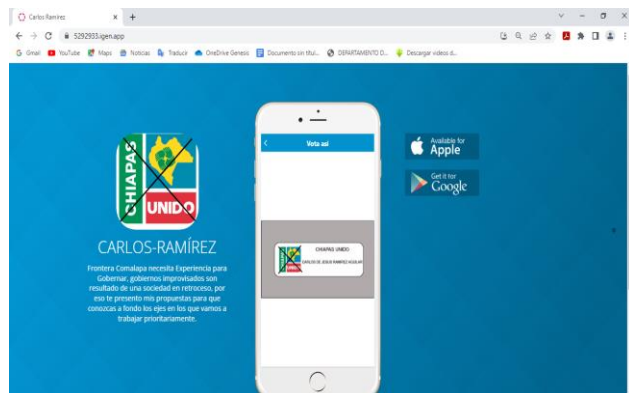 Carlos Ramírez
5292933.igen.app
Gmail
YouTube
Maps
Noticias
Traducir
OneDrive Genesis
Documento sin títul...
DEPARTAMENTO D...
Descargar videos d...
CHIAPAS
UNIDO
CARLOS-RAMÍREZ
Frontera Comalapa necesita Experiencia para
Gobernar, gobiernos improvisados son
resultado de una sociedad en retroceso, por
eso te presento mis propuestas para que
conozcas a fondo los ejes en los que vamos a
trabajar prioritariamente.
Vota así
CHIAPAS UNIDO
CARLOS DE JESUS RAMIREZ AGUILAR
Available for
Apple
Get it for
Google